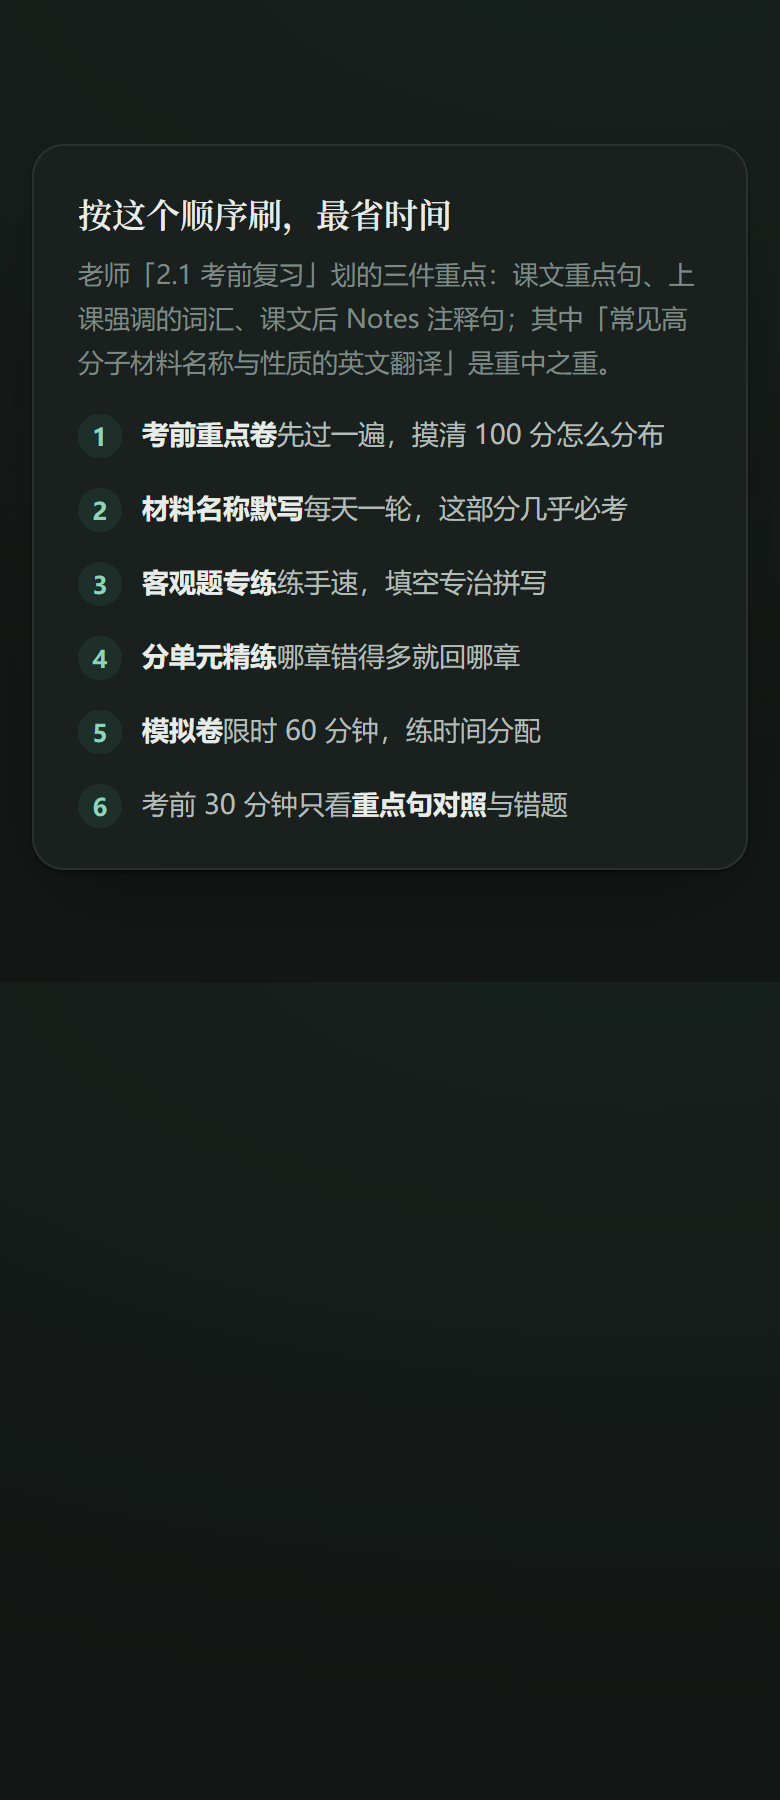 按这个顺序刷，最省时间
老师「2.1 考前复习」划的三件重点：课文重点句、上
课强调的词汇、课文后 Notes 注释句；其中「常见高
分子材料名称与性质的英文翻译」是重中之重。
1 考前重点卷先过一遍，摸清 100 分怎么分布
2 材料名称默写每天一轮，这部分几乎必考
3 客观题专练练手速，填空专治拼写
4 分单元精练哪章错得多就回哪章
5 模拟卷限时 60 分钟，练时间分配
6 考前 30 分钟只看重点句对照与错题